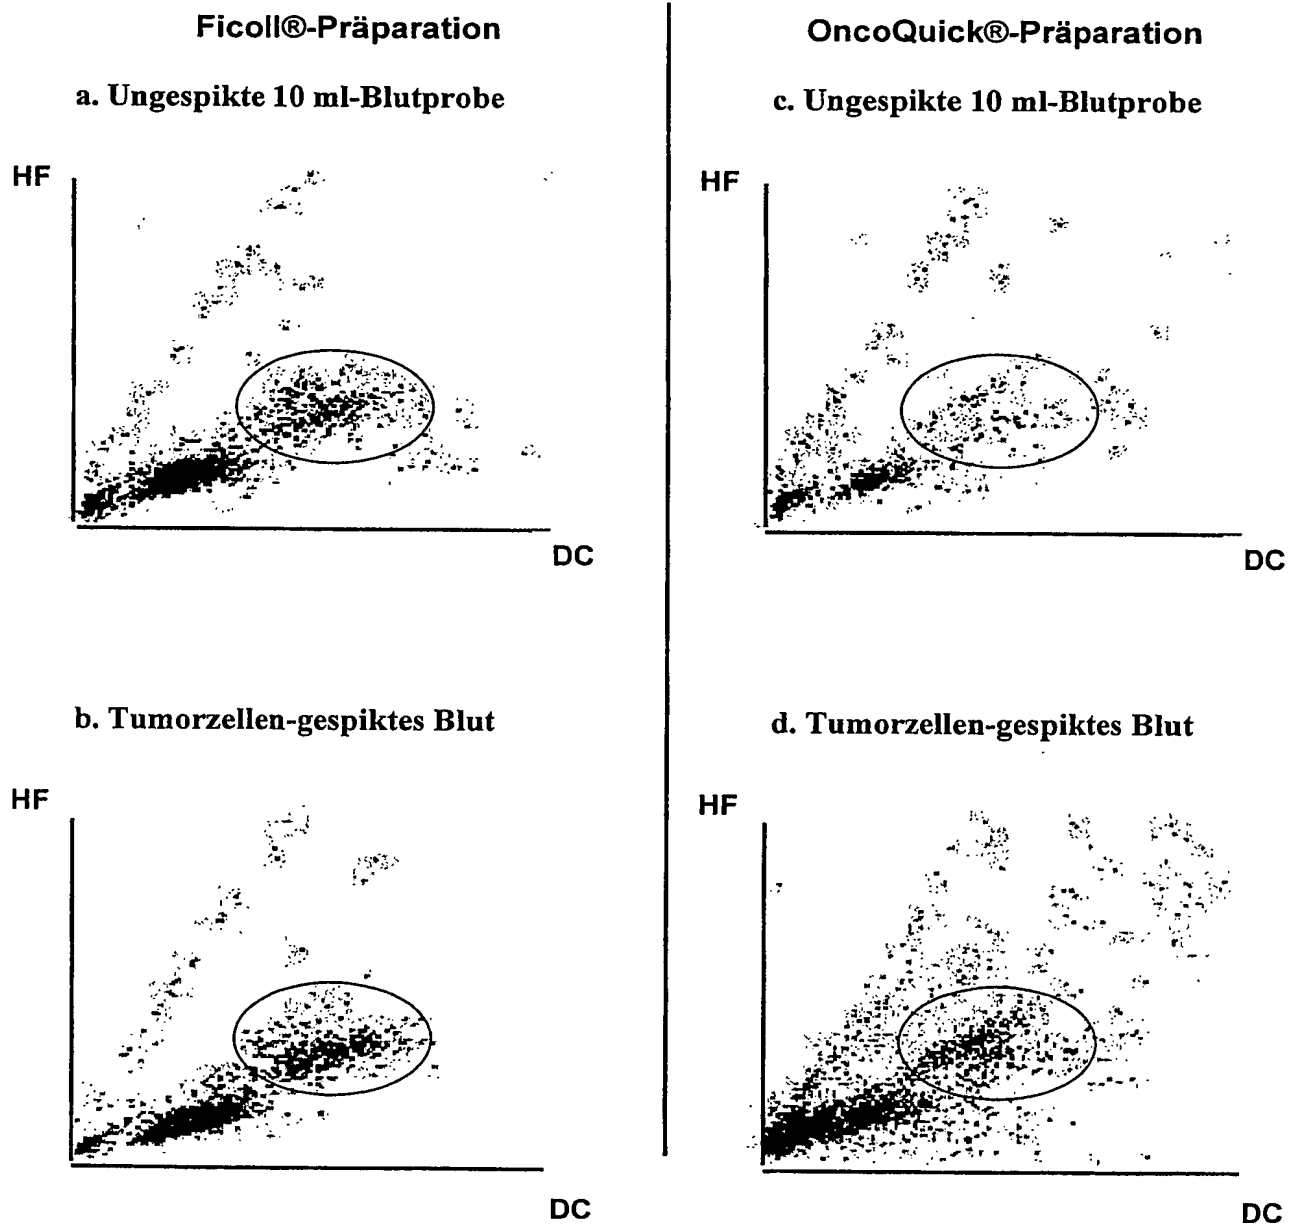 Ficoll®-Präparation
a. Ungespikte 10 ml-Blutprobe
HF
DC
b. Tumorzellen-gespiktes Blut
HF
DC
OncoQuick®-Präparation
c. Ungespikte 10 ml-Blutprobe
HF
DC
d. Tumorzellen-gespiktes Blut
HF
DC